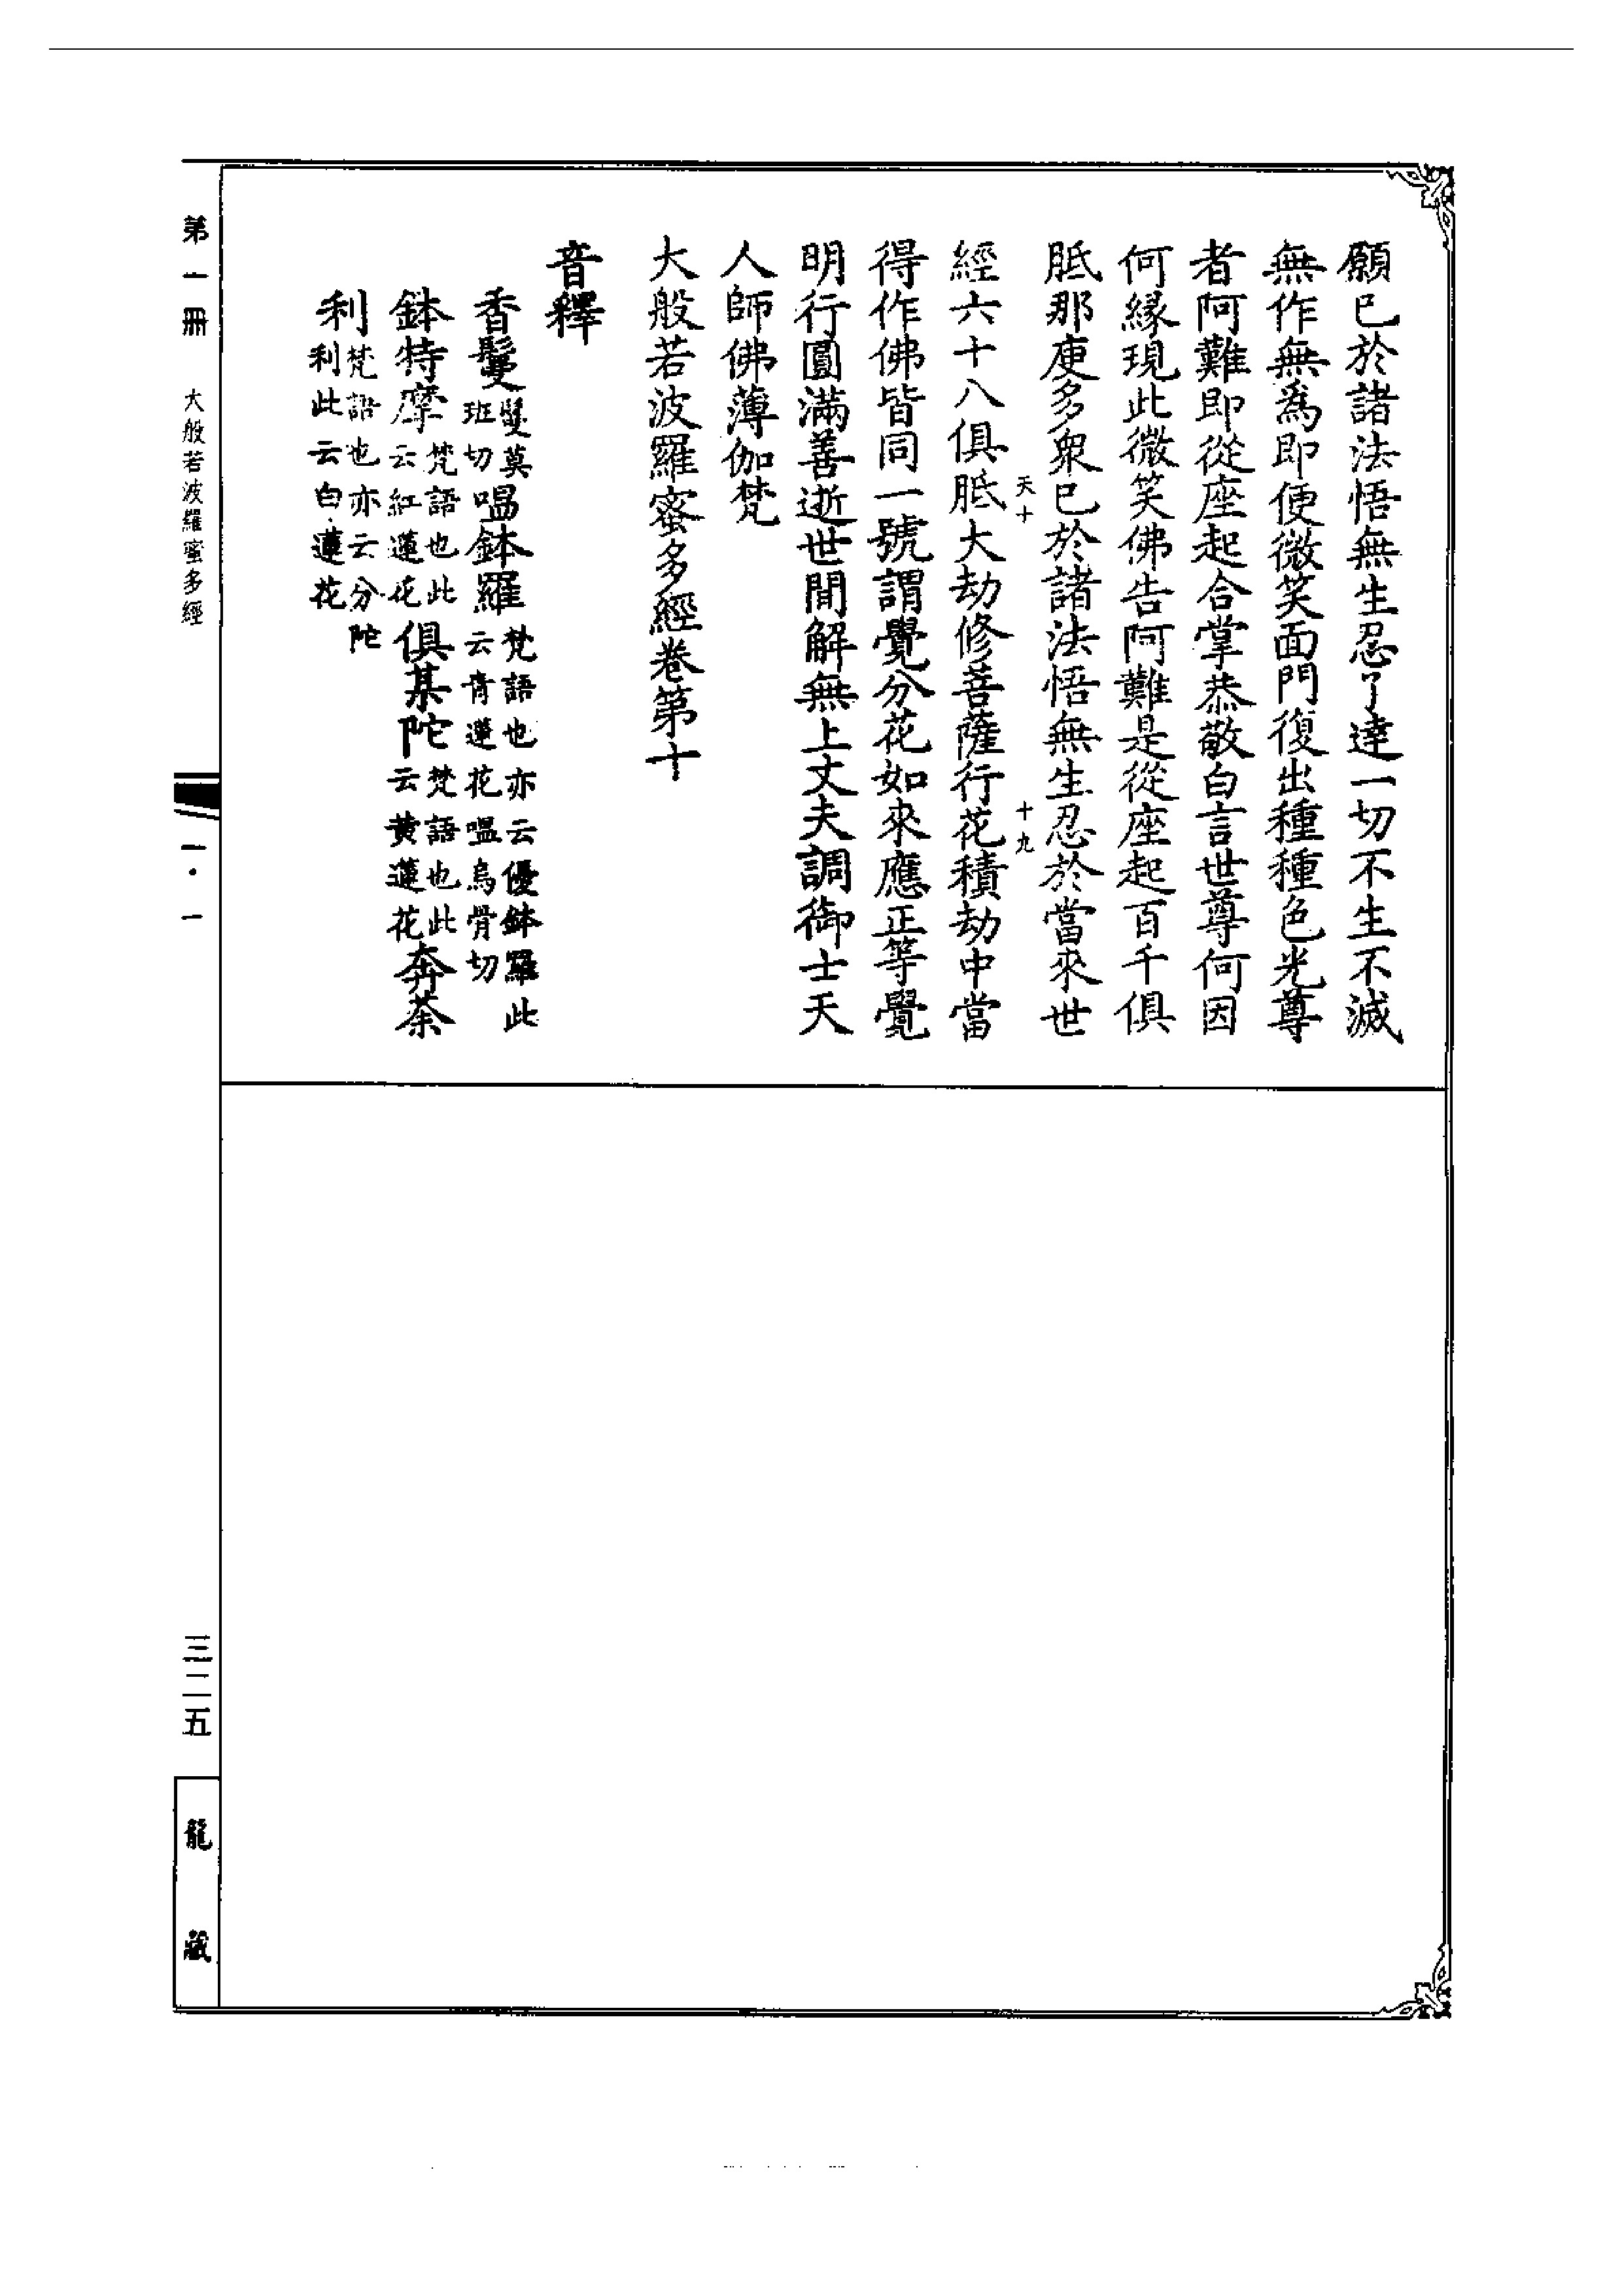 願已於諸法悟無生忍了達一切不生不滅
無作無為即便微笑面門復出種種色光尊
者阿難即從座起合掌恭敬白言世尊何因
何緣現此微笑佛告阿難是從座起百千俱
胝那庾多衆已於諸法悟無生忍於當來世
天十
十九
經六十八俱胝大劫修菩薩行花積劫中當
得作佛皆同一號謂覺分花如來應正等覺
明行圓滿善逝世間解無上丈夫調御士天
人師佛薄伽梵
大般若波羅蜜多經卷第十
音釋
香鬘鬘莫班切嗢鉢羅梵語也亦云優鉢羅此云青蓮花嗢烏骨切
鉢特摩梵語也此云紅蓮花俱某陀梵語也此云黄蓮花奔荼
利梵語也亦云分陀利此云白蓮花
第一冊
大般若波羅蜜多經
一·一
三二五
龍藏